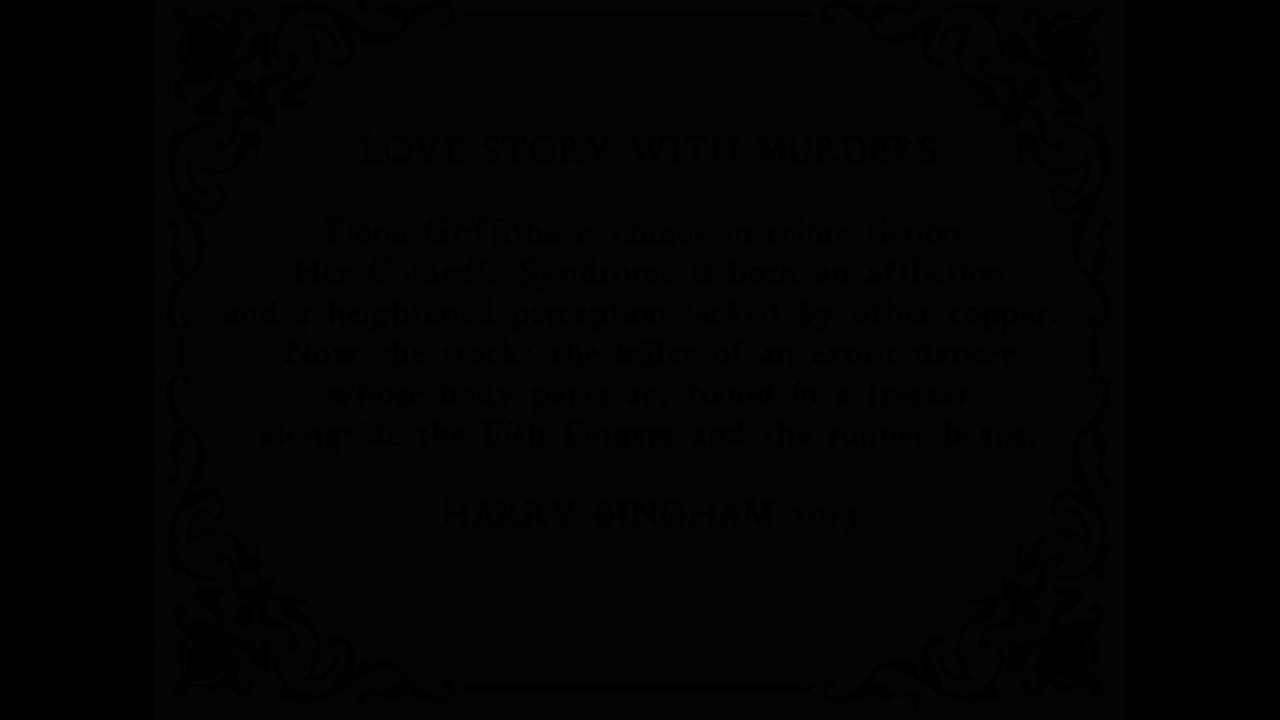 LOVE STORY WITH MURDERS
Fiona Griffiths is unique in crime fiction.
Her Cotard's Syndrome is both an affliction
and a heightened perception lacked by other coppers.
Now she tracks the killer of an exotic dancer
whose body parts are found in a freezer
alongside the Fish Fingers and the runner beans.
HARRY BINGHAM 2013